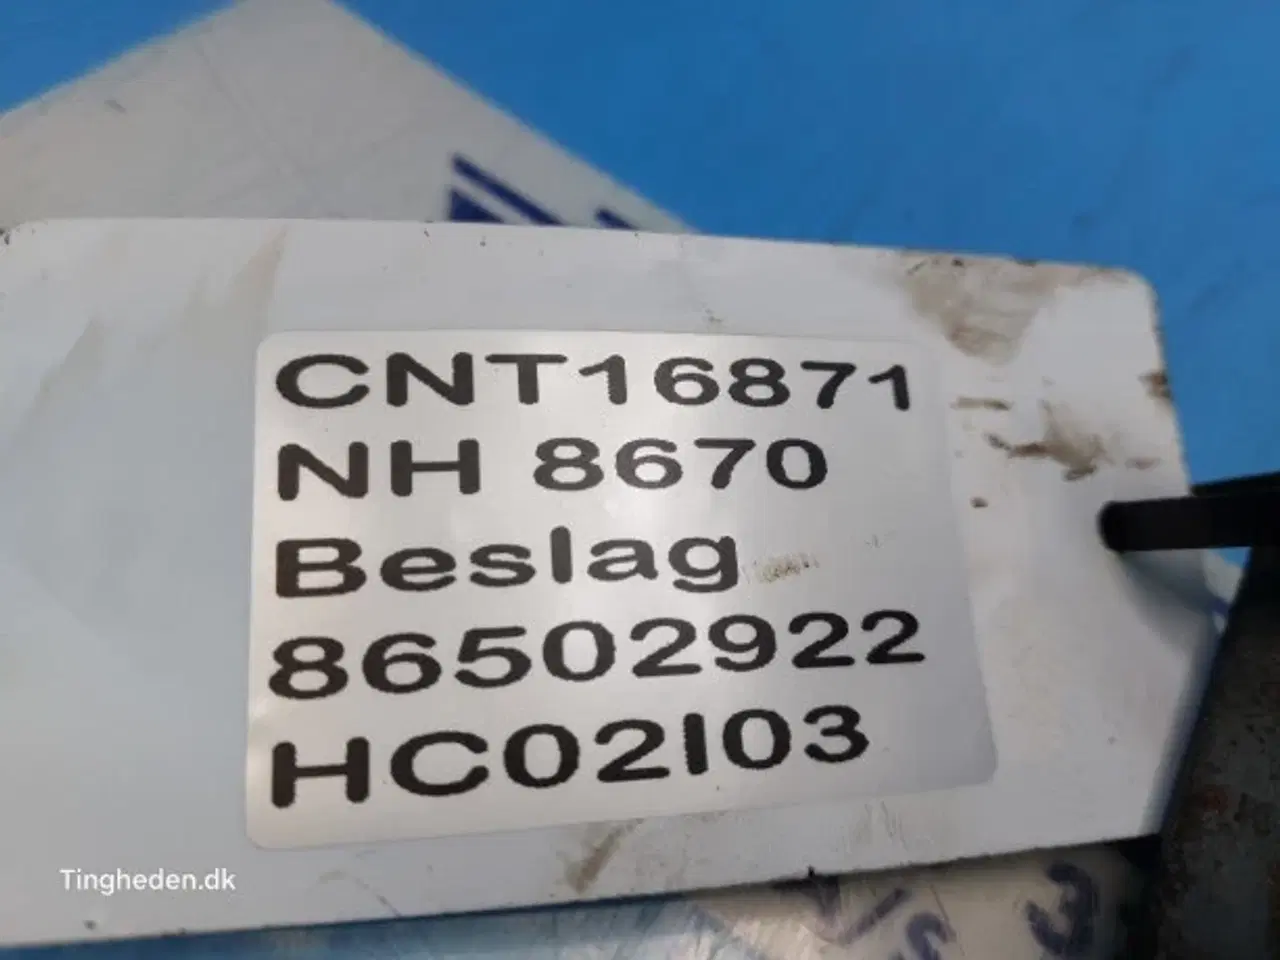 CNT16871
NH 8670
Beslag
86502922
HC02I03
Tingheden.dk